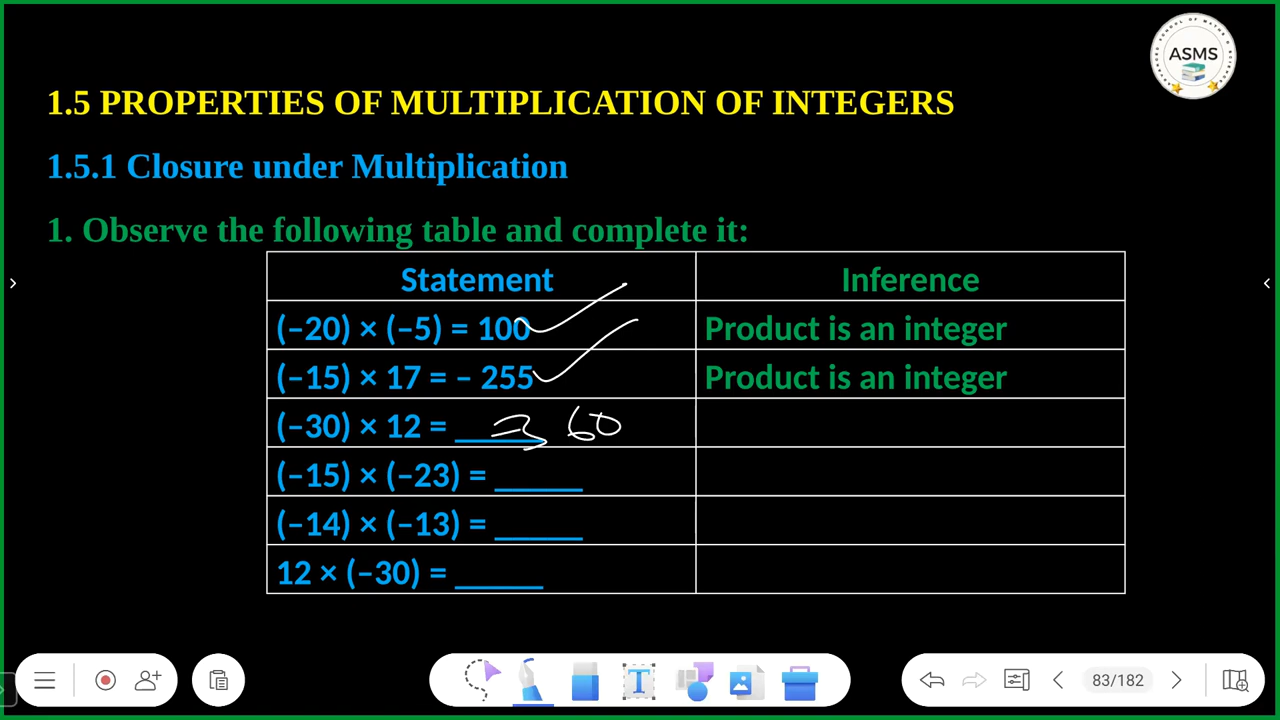 ASMS
1.5 PROPERTIES OF MULTIPLICATION OF INTEGERS
1.5.1 Closure under Multiplication
1. Observe the following table and complete it:
Statement Inference
(–20) × (–5) = 100 Product is an integer
(–15) × 17 = – 255 Product is an integer
(–30) × 12 = ______ 360
(–15) × (–23) = ______
(–14) × (–13) = ______
12 × (–30) = ______
83/182